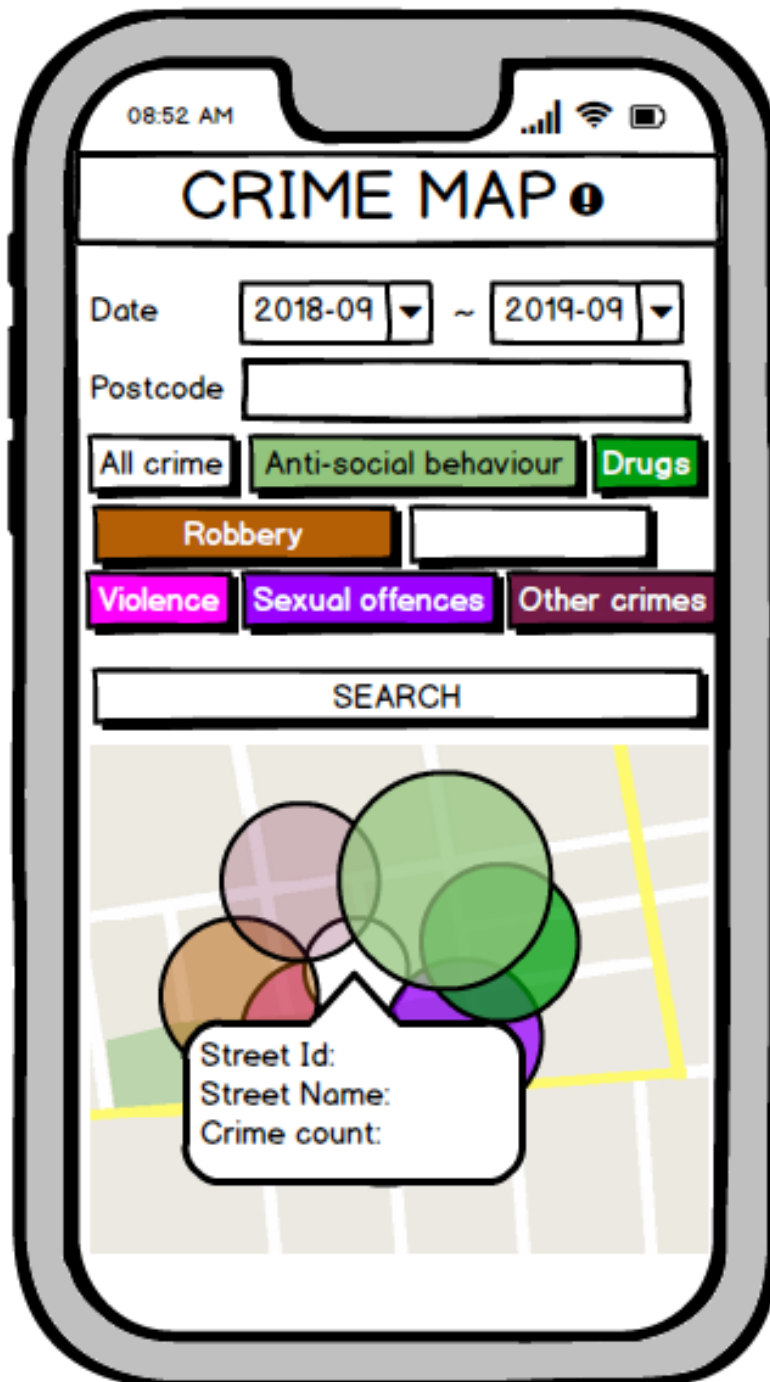 08:52 AM
CRIME MAP
Date 2018-09 ~ 2019-09
Postcode
All crime Anti-social behaviour Drugs
Robbery
Violence Sexual offences Other crimes
SEARCH
Street Id:
Street Name:
Crime count: